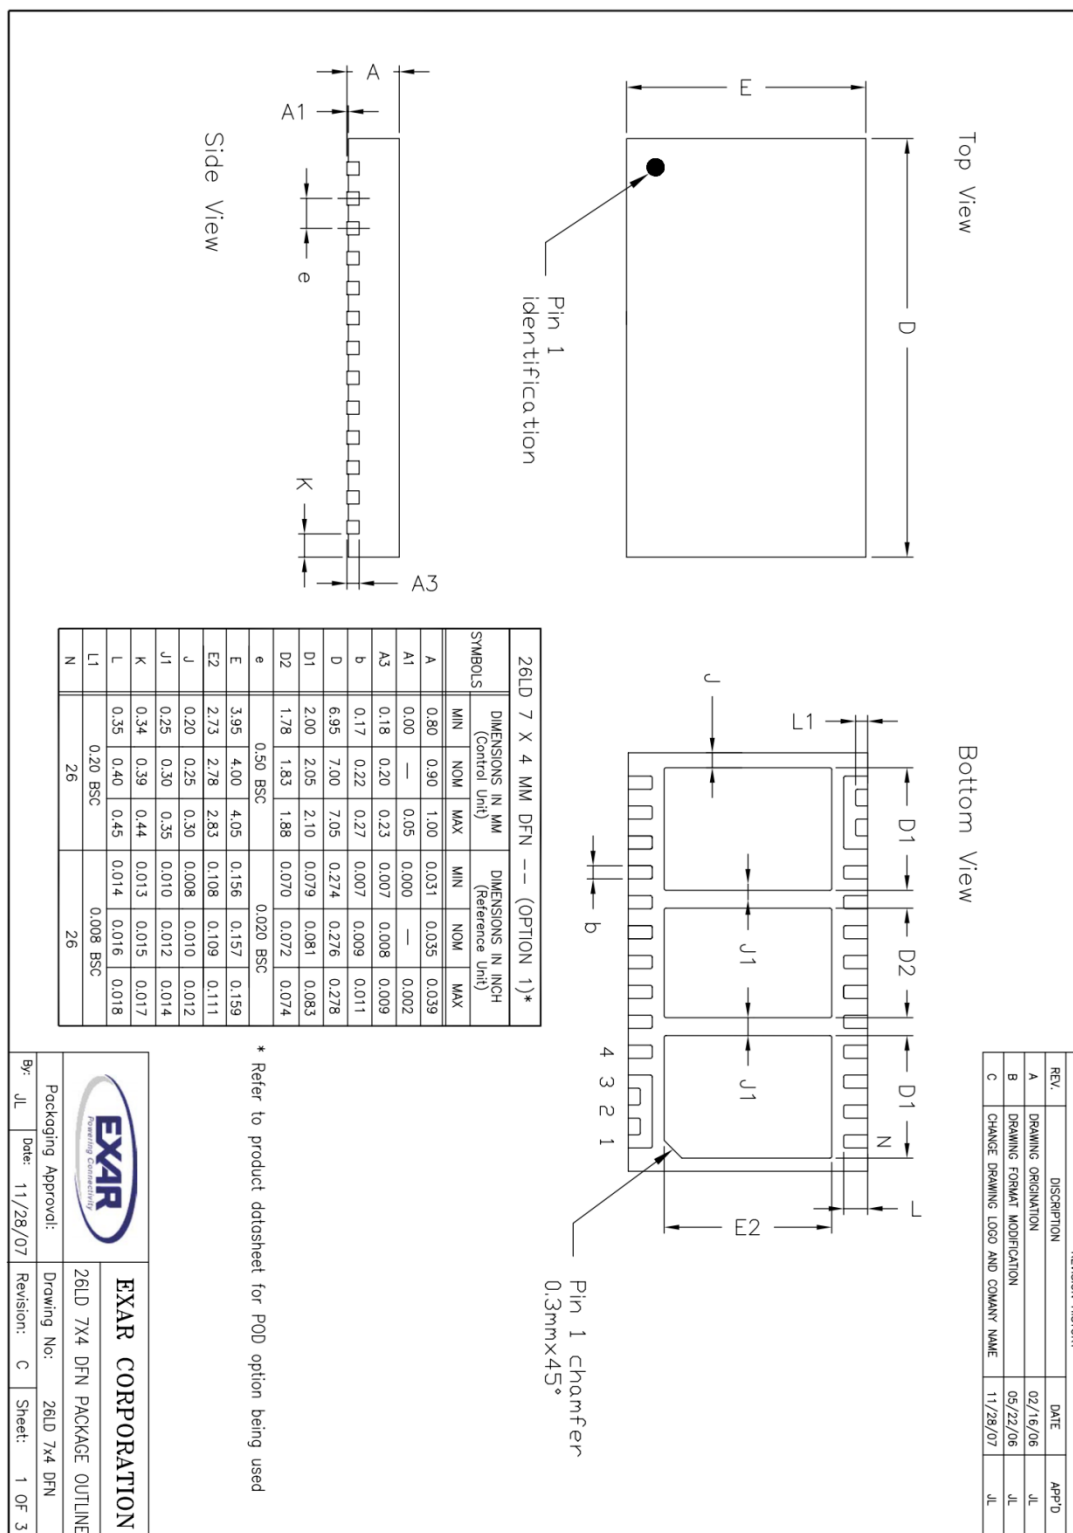 REV. DISCRIPTION DATE APP'D
A DRAWING ORIGINATION 02/16/06 JL
B DRAWING FORMAT MODIFICATION 05/22/06 JL
C CHANGE DRAWING LOGO AND COMANY NAME 11/28/07 JL
Top View
D
E
Pin 1
identification
Side View
A
A1
e
K
A3
Bottom View
D1
D2
D1
L1
J
J1
J1
b
N
L
E2
4 3 2 1
Pin 1 chamfer
0.3mmx45°
26LD 7 X 4 MM DFN -- (OPTION 1)*
SYMBOLS
DIMENSIONS IN MM
(Control Unit)
DIMENSIONS IN INCH
(Reference Unit)
MIN NOM MAX MIN NOM MAX
A 0.80 0.90 1.00 0.031 0.035 0.039
A1 0.00 — 0.05 0.000 — 0.002
A3 0.18 0.20 0.23 0.007 0.008 0.009
b 0.17 0.22 0.27 0.007 0.009 0.011
D 6.95 7.00 7.05 0.274 0.276 0.278
D1 2.00 2.05 2.10 0.079 0.081 0.083
D2 1.78 1.83 1.88 0.070 0.072 0.074
e 0.50 BSC 0.020 BSC
E 3.95 4.00 4.05 0.156 0.157 0.159
E2 2.73 2.78 2.83 0.108 0.109 0.111
J 0.20 0.25 0.30 0.008 0.010 0.012
J1 0.25 0.30 0.35 0.010 0.012 0.014
K 0.34 0.39 0.44 0.013 0.015 0.017
L 0.35 0.40 0.45 0.014 0.016 0.018
L1 0.20 BSC 0.008 BSC
N 26 26
* Refer to product datasheet for POD option being used
EXAR
Powering Connectivity
EXAR CORPORATION
26LD 7X4 DFN PACKAGE OUTLINE
Packaging Approval:
Drawing No: 26LD 7x4 DFN
By: JL Date: 11/28/07 Revision: C Sheet: 1 OF 3